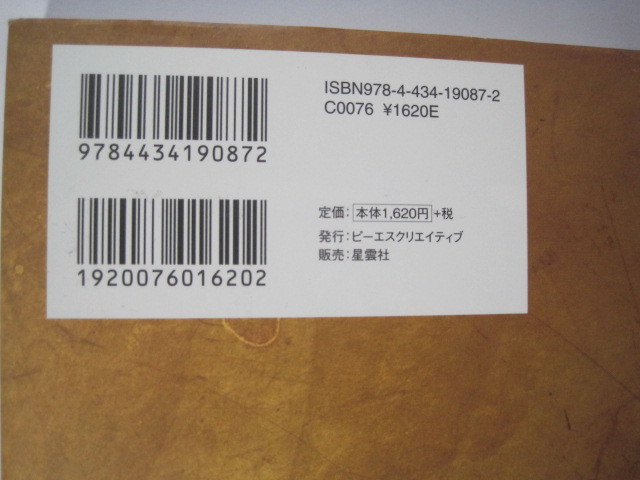 ISBN978-4-434-19087-2
C0076 ¥1620E
9784434190872
1920076016202
定価:本体1,620円+税
発行:ピーエスクリエイティブ
販売:星雲社